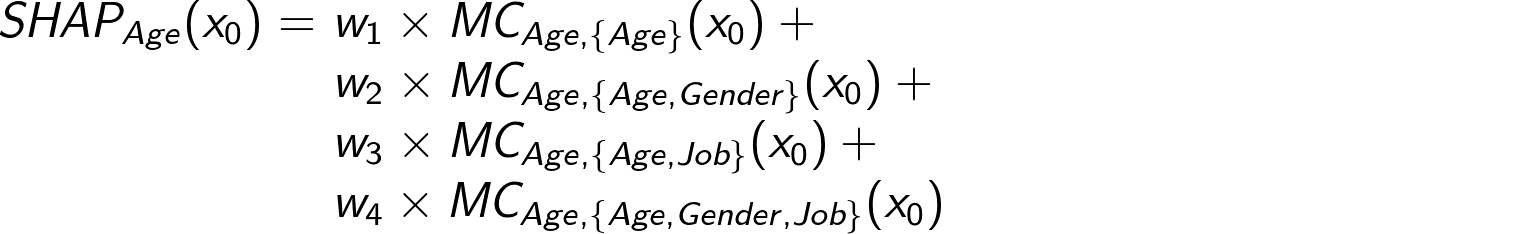 SHAP_{Age}(x_0) = w_1 × MC_{Age,{Age}}(x_0) +
w_2 × MC_{Age,{Age,Gender}}(x_0) +
w_3 × MC_{Age,{Age,Job}}(x_0) +
w_4 × MC_{Age,{Age,Gender,Job}}(x_0)